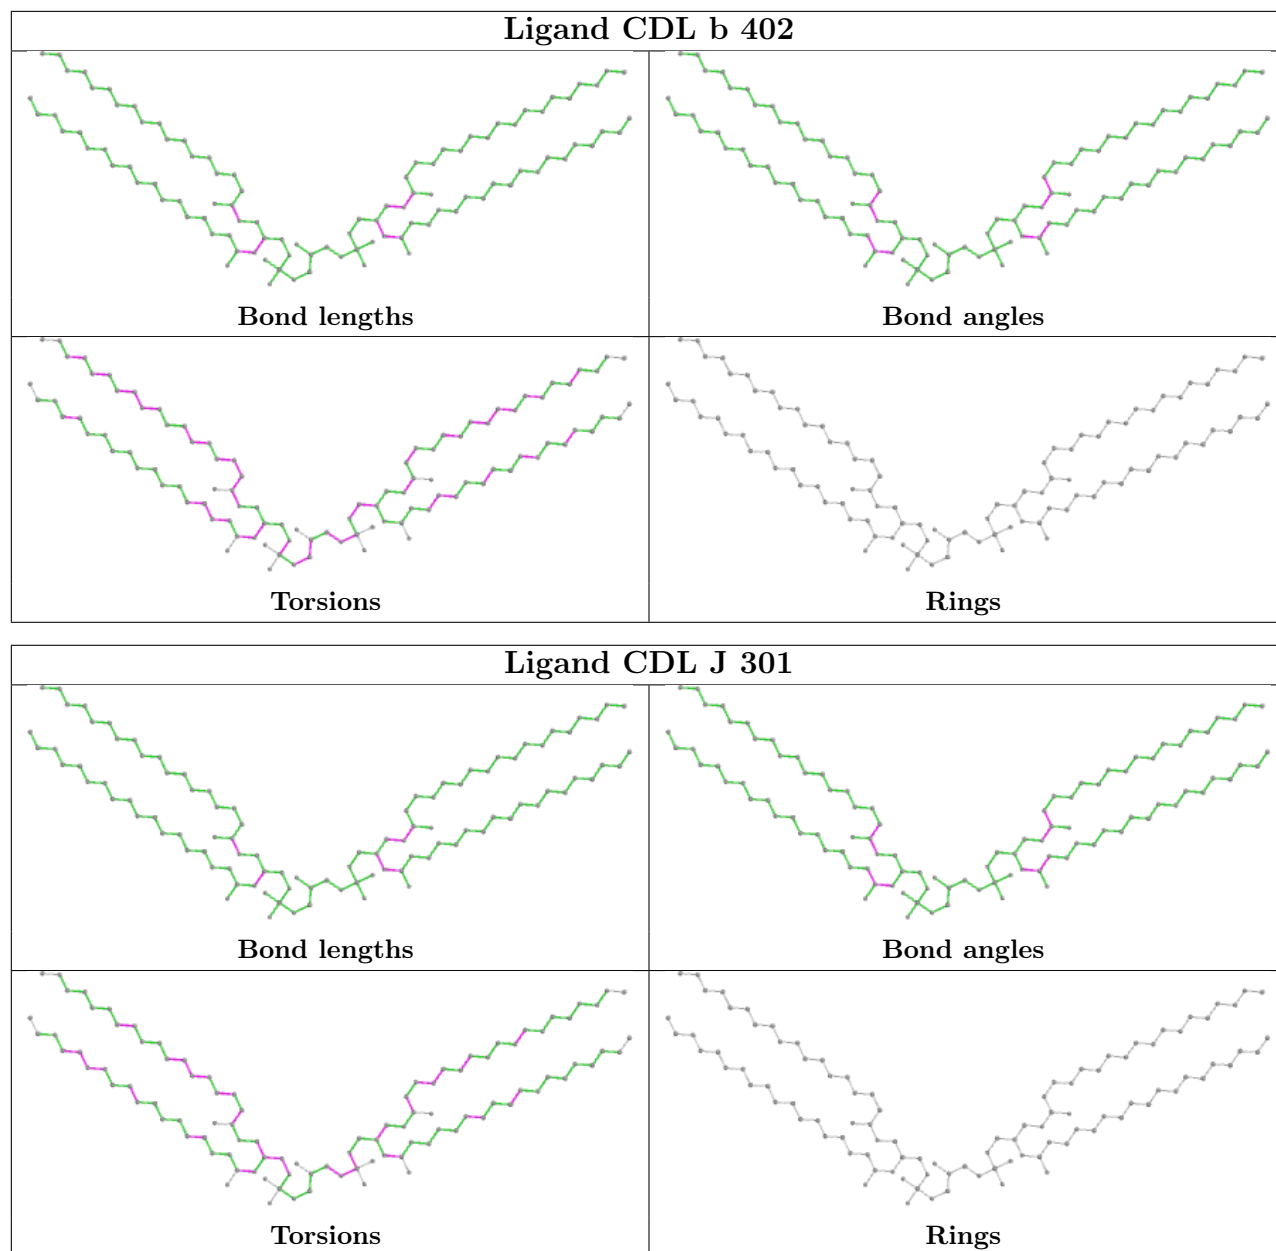 Ligand CDL b 402
Bond lengths
Bond angles
Torsions
Rings
Ligand CDL J 301
Bond lengths
Bond angles
Torsions
Rings